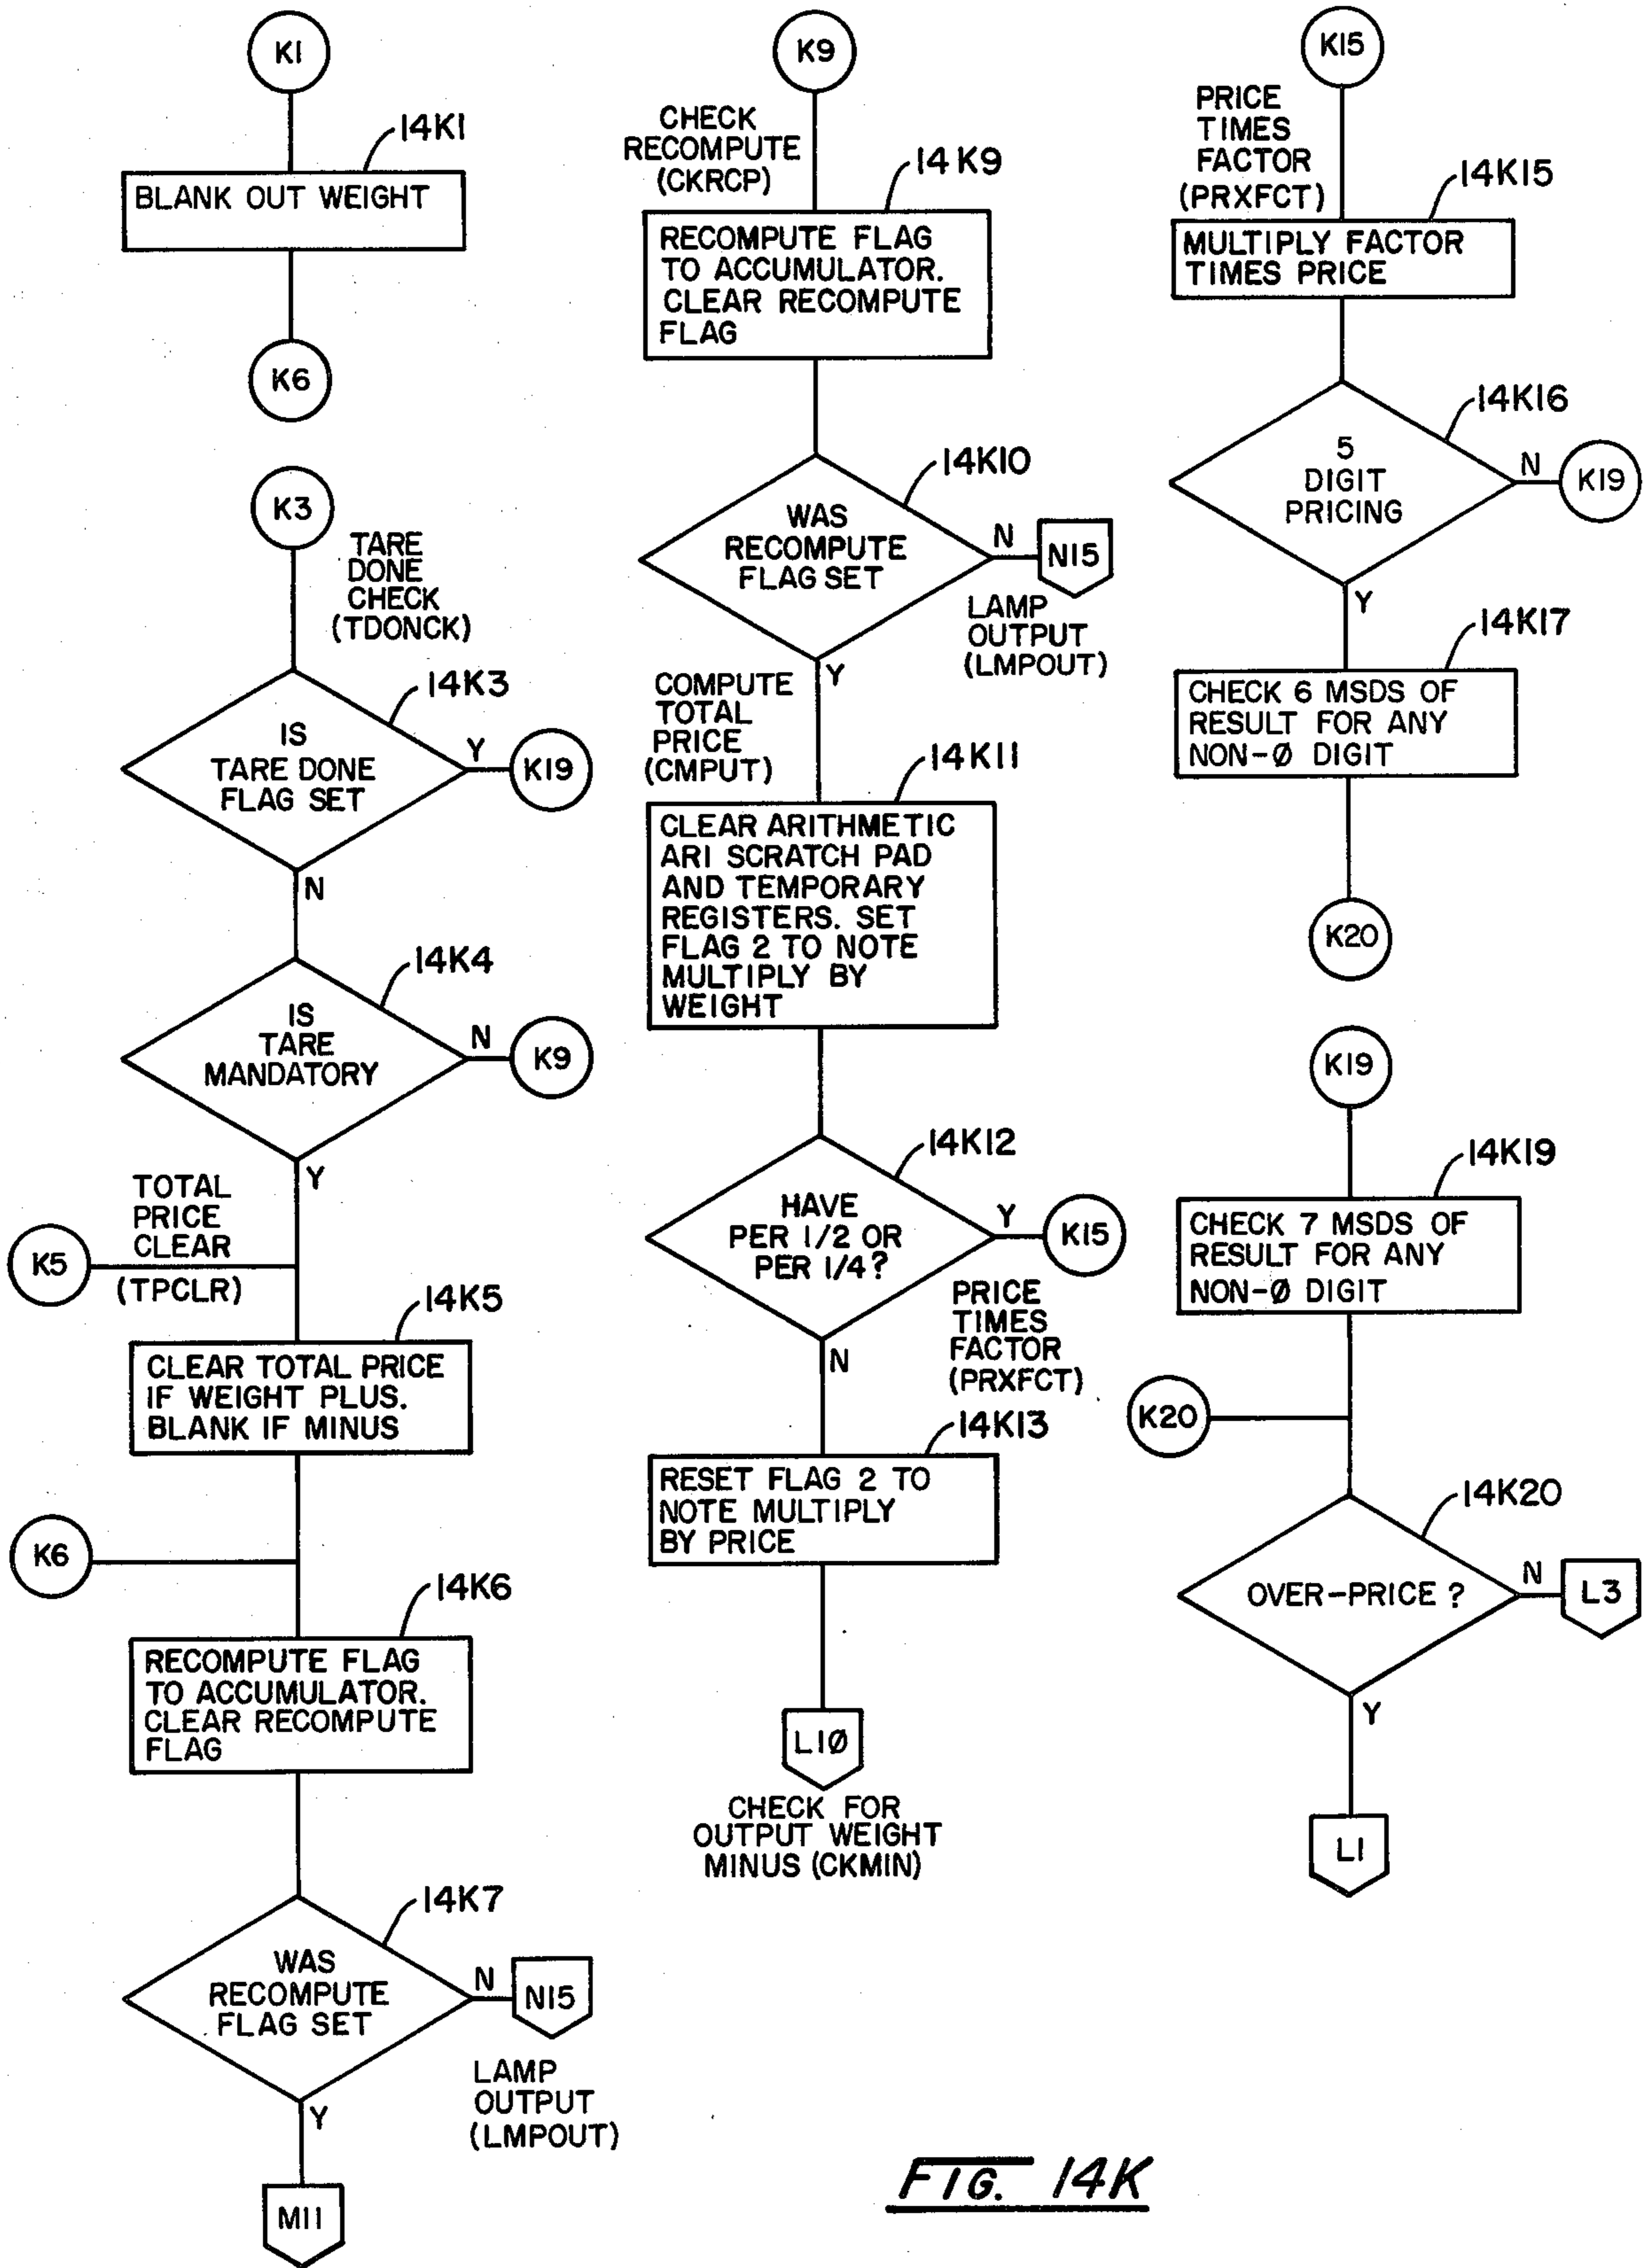 K1
14K1
BLANK OUT WEIGHT
K6
K3
TARE
DONE
CHECK
(TDONCK)
14K3
IS
TARE DONE
FLAG SET
Y
K19
N
14K4
IS
TARE
MANDATORY
N
K9
Y
TOTAL
PRICE
CLEAR
(TPCLR)
K5
14K5
CLEAR TOTAL PRICE
IF WEIGHT PLUS.
BLANK IF MINUS
K6
14K6
RECOMPUTE FLAG
TO ACCUMULATOR.
CLEAR RECOMPUTE
FLAG
14K7
WAS
RECOMPUTE
FLAG SET
N
N15
LAMP
OUTPUT
(LMPOUT)
Y
M11
K9
CHECK
RECOMPUTE
(CKRCP)
14K9
RECOMPUTE FLAG
TO ACCUMULATOR.
CLEAR RECOMPUTE
FLAG
14K10
WAS
RECOMPUTE
FLAG SET
N
N15
LAMP
OUTPUT
(LMPOUT)
Y
COMPUTE
TOTAL
PRICE
(CMPUT)
14K11
CLEAR ARITHMETIC
ARI SCRATCH PAD
AND TEMPORARY
REGISTERS. SET
FLAG 2 TO NOTE
MULTIPLY BY
WEIGHT
14K12
HAVE
PER 1/2 OR
PER 1/4?
Y
K15
PRICE
TIMES
FACTOR
(PRXFCT)
N
14K13
RESET FLAG 2 TO
NOTE MULTIPLY
BY PRICE
L1Ø
CHECK FOR
OUTPUT WEIGHT
MINUS (CKMIN)
K15
PRICE
TIMES
FACTOR
(PRXFCT)
14K15
MULTIPLY FACTOR
TIMES PRICE
14K16
5
DIGIT
PRICING
N
K19
Y
14K17
CHECK 6 MSDS OF
RESULT FOR ANY
NON-Ø DIGIT
K20
K19
14K19
CHECK 7 MSDS OF
RESULT FOR ANY
NON-Ø DIGIT
K20
14K20
OVER-PRICE ?
N
L3
Y
L1
FIG. 14K